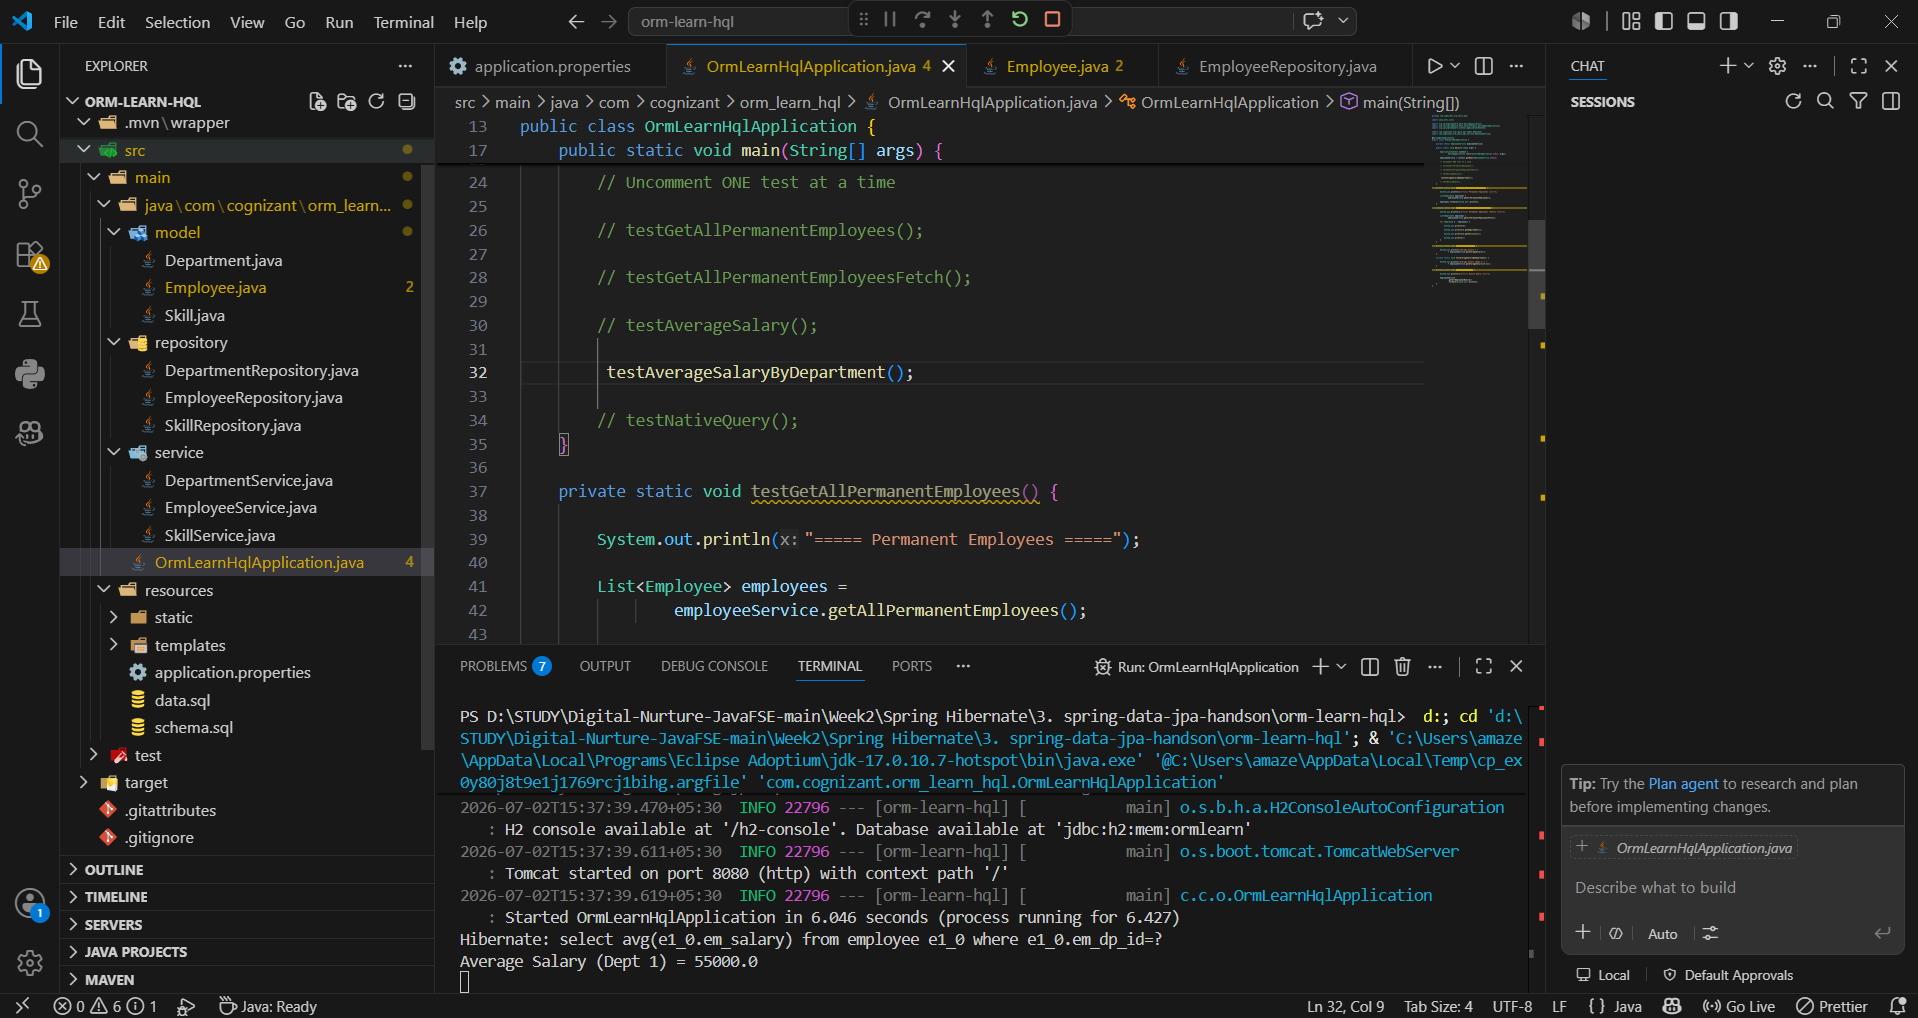 File Edit Selection View Go Run Terminal Help
orm-learn-hql
EXPLORER
ORM-LEARN-HQL
.mvn\wrapper
src
main
java\com\cognizant\orm_learn...
model
Department.java
Employee.java 2
Skill.java
repository
DepartmentRepository.java
EmployeeRepository.java
SkillRepository.java
service
DepartmentService.java
EmployeeService.java
SkillService.java
OrmLearnHqlApplication.java 4
resources
static
templates
application.properties
data.sql
schema.sql
test
target
.gitattributes
.gitignore
OUTLINE
TIMELINE
SERVERS
JAVA PROJECTS
MAVEN
1
application.properties OrmLearnHqlApplication.java 4 Employee.java 2 EmployeeRepository.java
src > main > java > com > cognizant > orm_learn_hql > OrmLearnHqlApplication.java > OrmLearnHqlApplication > main(String[])
13 public class OrmLearnHqlApplication {
17 public static void main(String[] args) {
24 // Uncomment ONE test at a time
25
26 // testGetAllPermanentEmployees();
27
28 // testGetAllPermanentEmployeesFetch();
29
30 // testAverageSalary();
31
32 testAverageSalaryByDepartment();
33
34 // testNativeQuery();
35 }
36
37 private static void testGetAllPermanentEmployees() {
38
39 System.out.println(x: "===== Permanent Employees =====");
40
41 List<Employee> employees =
42 employeeService.getAllPermanentEmployees();
43
PROBLEMS 7 OUTPUT DEBUG CONSOLE TERMINAL PORTS ... Run: OrmLearnHqlApplication
PS D:\STUDY\Digital-Nurture-JavaFSE-main\Week2\Spring Hibernate\3. spring-data-jpa-handson\orm-learn-hql> d:; cd 'd:\
STUDY\Digital-Nurture-JavaFSE-main\Week2\Spring Hibernate\3. spring-data-jpa-handson\orm-learn-hql'; & 'C:\Users\amaze
\AppData\Local\Programs\Eclipse Adoptium\jdk-17.0.10.7-hotspot\bin\java.exe' '@C:\Users\amaze\AppData\Local\Temp\cp_ex
0y80j8t9e1j1769rcj1bihg.argfile' 'com.cognizant.orm_learn_hql.OrmLearnHqlApplication'
2026-07-02T15:37:39.470+05:30 INFO 22796 --- [orm-learn-hql] [ main] o.s.b.h.a.H2ConsoleAutoConfiguration
: H2 console available at '/h2-console'. Database available at 'jdbc:h2:mem:ormlearn'
2026-07-02T15:37:39.611+05:30 INFO 22796 --- [orm-learn-hql] [ main] o.s.boot.tomcat.TomcatWebServer
: Tomcat started on port 8080 (http) with context path '/'
2026-07-02T15:37:39.619+05:30 INFO 22796 --- [orm-learn-hql] [ main] c.c.o.OrmLearnHqlApplication
: Started OrmLearnHqlApplication in 6.046 seconds (process running for 6.427)
Hibernate: select avg(e1_0.em_salary) from employee e1_0 where e1_0.em_dp_id=?
Average Salary (Dept 1) = 55000.0
CHAT
SESSIONS
Tip: Try the Plan agent to research and plan
before implementing changes.
OrmLearnHqlApplication.java
Describe what to build
Auto
Local Default Approvals
0 6 1 Java: Ready Ln 32, Col 9 Tab Size: 4 UTF-8 LF { } Java Go Live Prettier